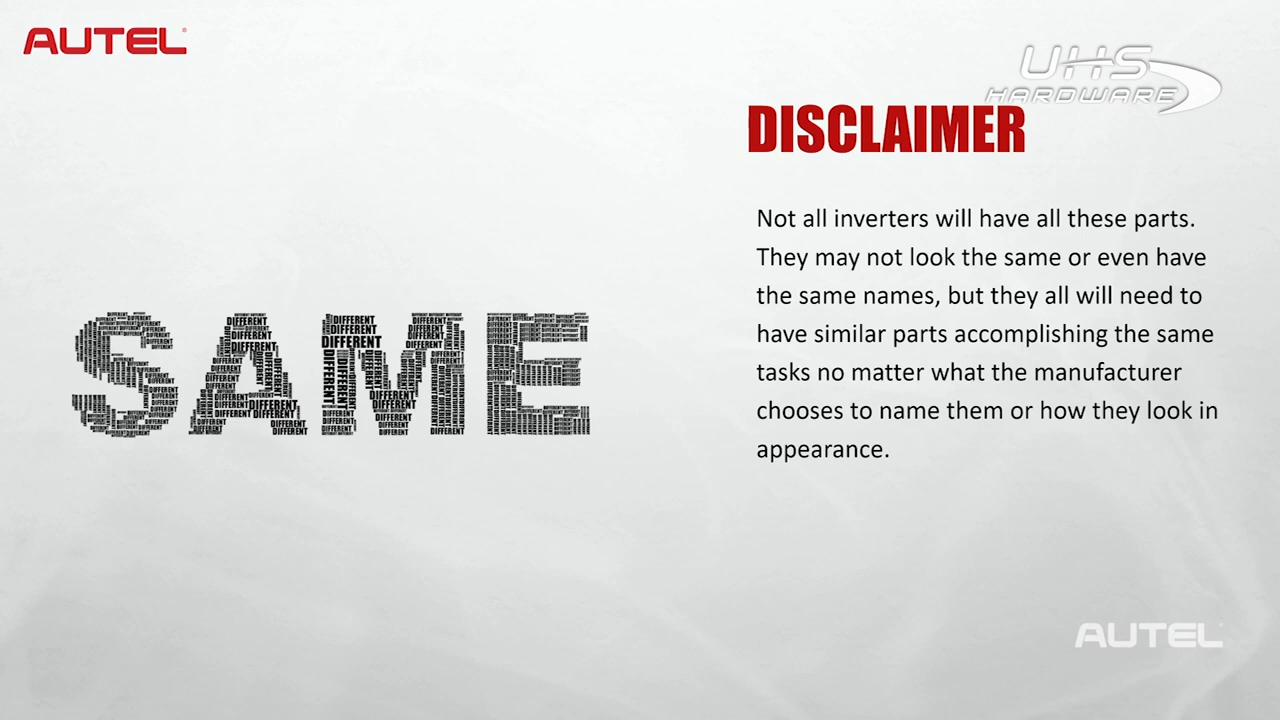 AUTEL
UHS
HARDWARE
DISCLAIMER
Not all inverters will have all these parts.
They may not look the same or even have
the same names, but they all will need to
have similar parts accomplishing the same
tasks no matter what the manufacturer
chooses to name them or how they look in
appearance.
SAME
AUTEL